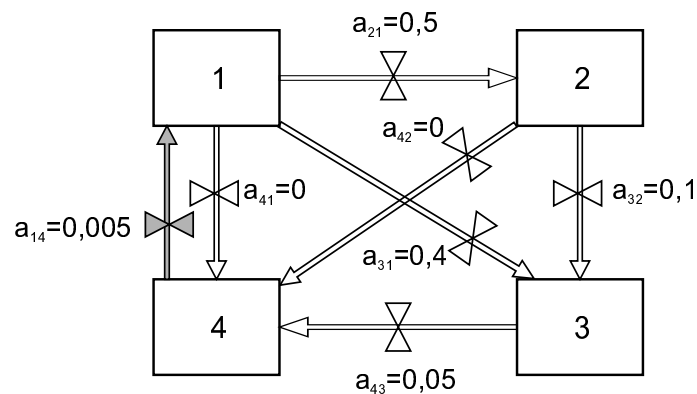 a₂₁=0,5
1
2
a₄₂=0
a₄₁=0
a₃₂=0,1
a₁₄=0,005
a₃₁=0,4
4
3
a₄₃=0,05